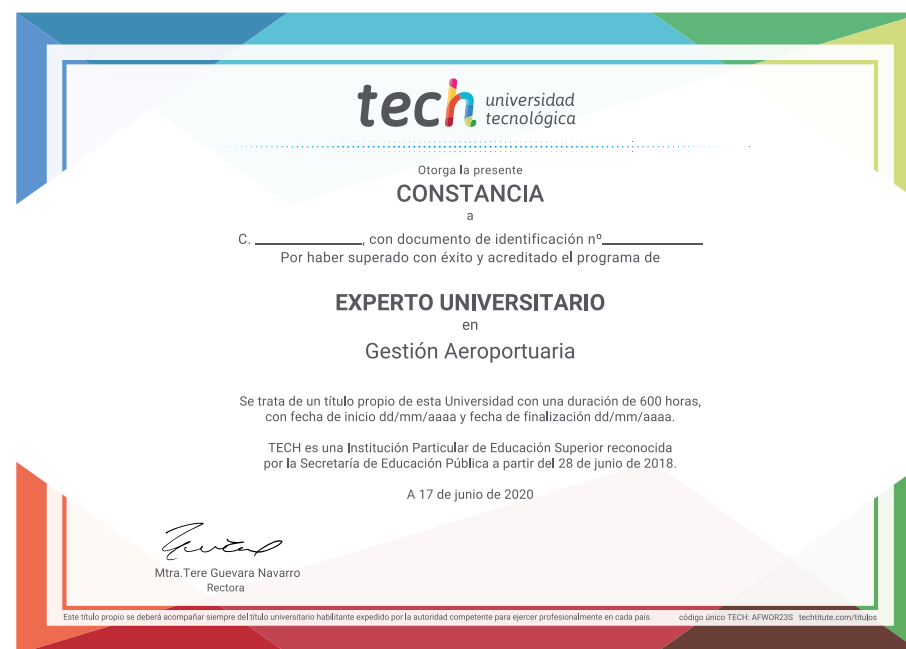 tech universidad
tecnológica
Otorga la presente
CONSTANCIA
a
C. ____________, con documento de identificación nº____________
Por haber superado con éxito y acreditado el programa de
EXPERTO UNIVERSITARIO
en
Gestión Aeroportuaria
Se trata de un título propio de esta Universidad con una duración de 600 horas,
con fecha de inicio dd/mm/aaaa y fecha de finalización dd/mm/aaaa.
TECH es una Institución Particular de Educación Superior reconocida
por la Secretaría de Educación Pública a partir del 28 de junio de 2018.
A 17 de junio de 2020
Mtra.Tere Guevara Navarro
Rectora
Este título propio se deberá acompañar siempre del título universitario habilitante expedido por la autoridad competente para ejercer profesionalmente en cada país. código único TECH: AFWOR23S techtitute.com/titulos